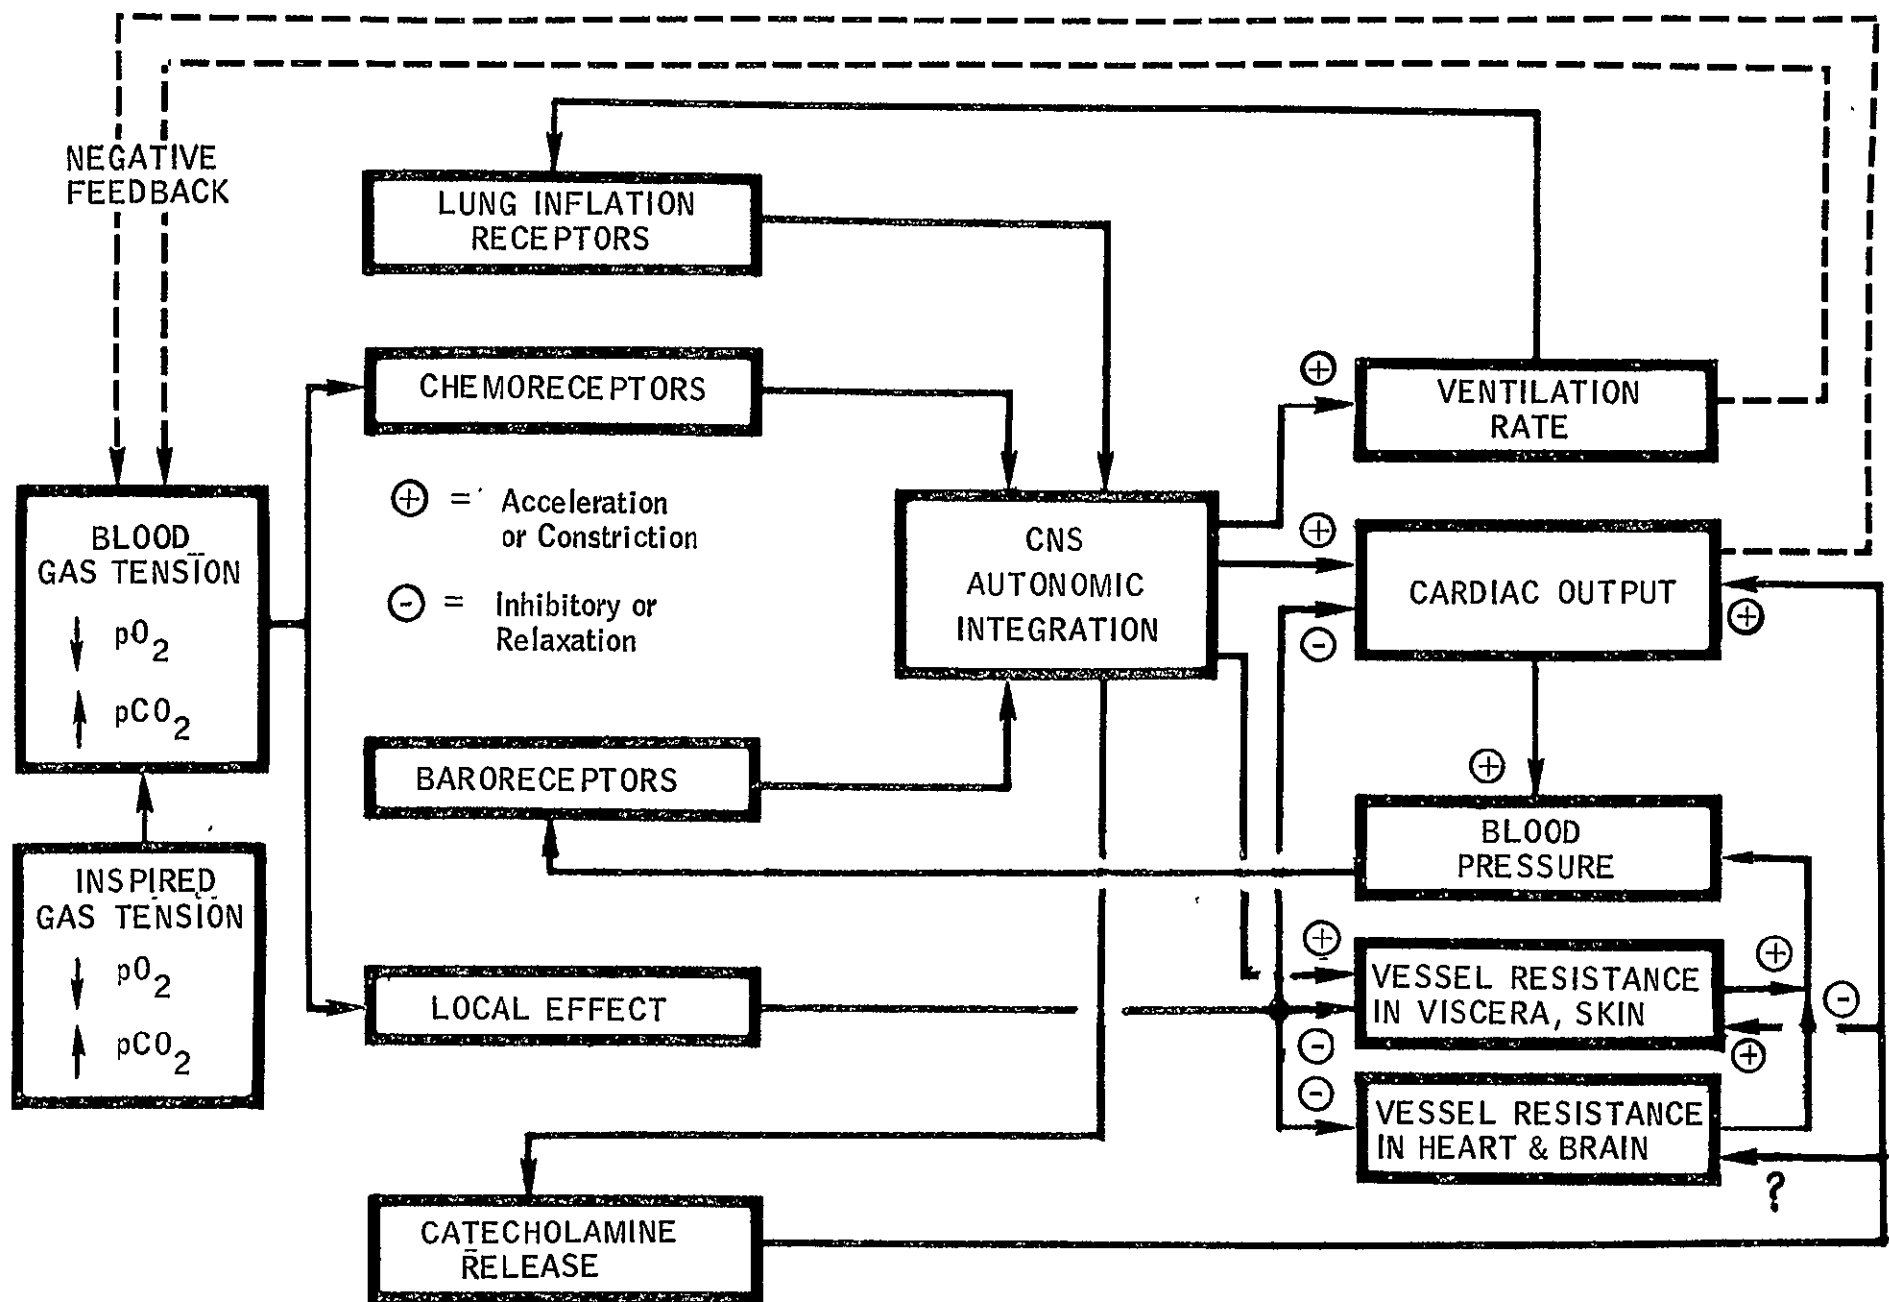 NEGATIVE
FEEDBACK
LUNG INFLATION
RECEPTORS
CHEMORECEPTORS
⊕ = Acceleration
or Constriction
⊖ = Inhibitory or
Relaxation
BLOOD
GAS TENSION
↓ pO2
↑ pCO2
INSPIRED
GAS TENSION
↓ pO2
↑ pCO2
BARORECEPTORS
LOCAL EFFECT
CATECHOLAMINE
RELEASE
CNS
AUTONOMIC
INTEGRATION
⊕
VENTILATION
RATE
⊕
⊖
CARDIAC OUTPUT
⊕
⊕
BLOOD
PRESSURE
⊕
VESSEL RESISTANCE
IN VISCERA, SKIN
⊕
⊖
⊕
⊖
⊖
VESSEL RESISTANCE
IN HEART & BRAIN
?